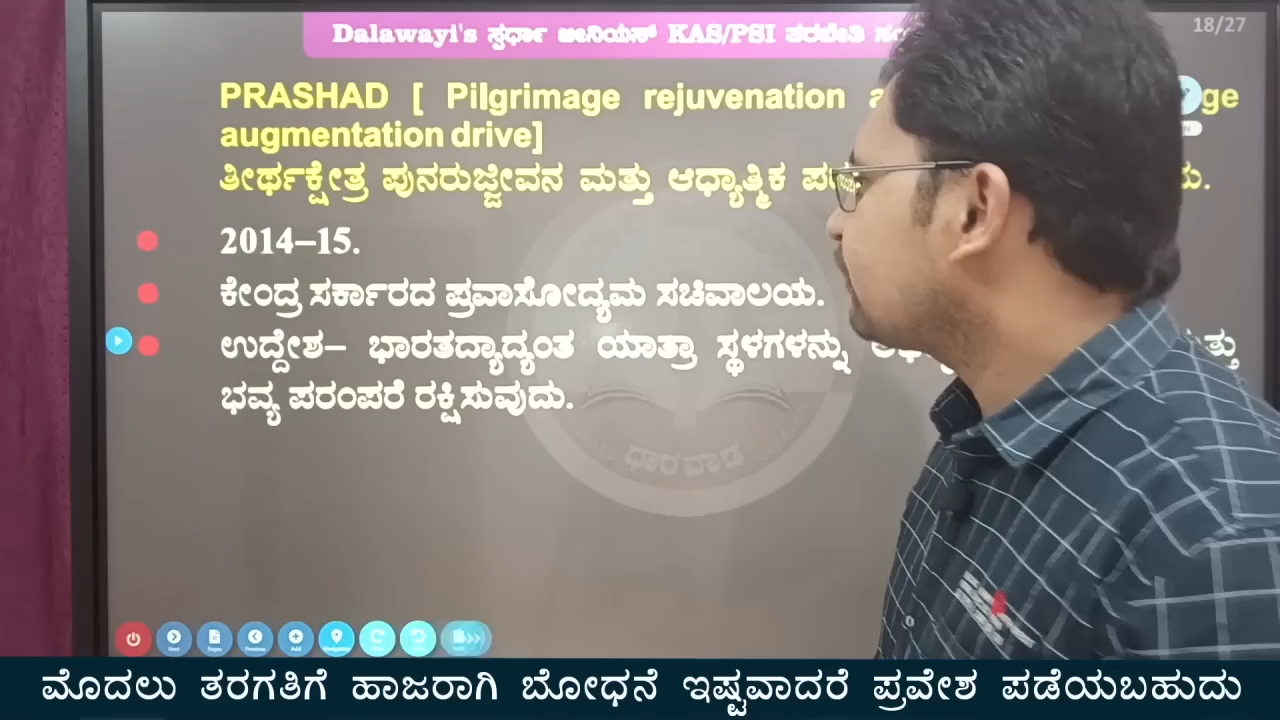 Dalawayi's ಸ್ಪರ್ಧಾ ಜೀನಿಯಸ್ KAS/PSI ತರಬೇತಿ
18/27
PRASHAD [ Pilgrimage rejuvenation
augmentation drive]
ತೀರ್ಥಕ್ಷೇತ್ರ ಪುನರುಜ್ಜೀವನ ಮತ್ತು ಆಧ್ಯಾತ್ಮಿಕ
2014–15.
ಕೇಂದ್ರ ಸರ್ಕಾರದ ಪ್ರವಾಸೋದ್ಯಮ ಸಚಿವಾಲಯ.
ಉದ್ದೇಶ– ಭಾರತದ್ಯಾದ್ಯಂತ ಯಾತ್ರಾ ಸ್ಥಳಗಳನ್ನು
ಭವ್ಯ ಪರಂಪರೆ ರಕ್ಷಿಸುವುದು.
ಧಾರವಾಡ
ಮೊದಲು ತರಗತಿಗೆ ಹಾಜರಾಗಿ ಬೋಧನೆ ಇಷ್ಟವಾದರೆ ಪ್ರವೇಶ ಪಡೆಯಬಹುದು